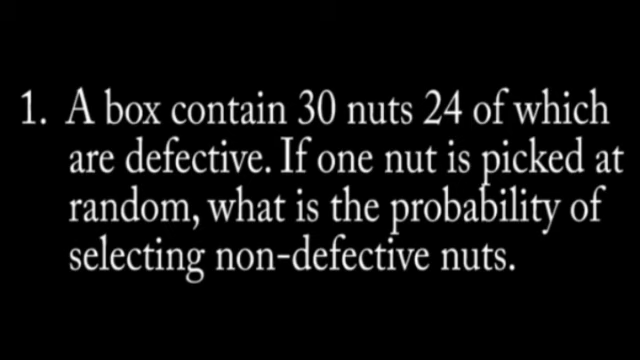 1. A box contain 30 nuts 24 of which
are defective. If one nut is picked at
random, what is the probability of
selecting non-defective nuts.